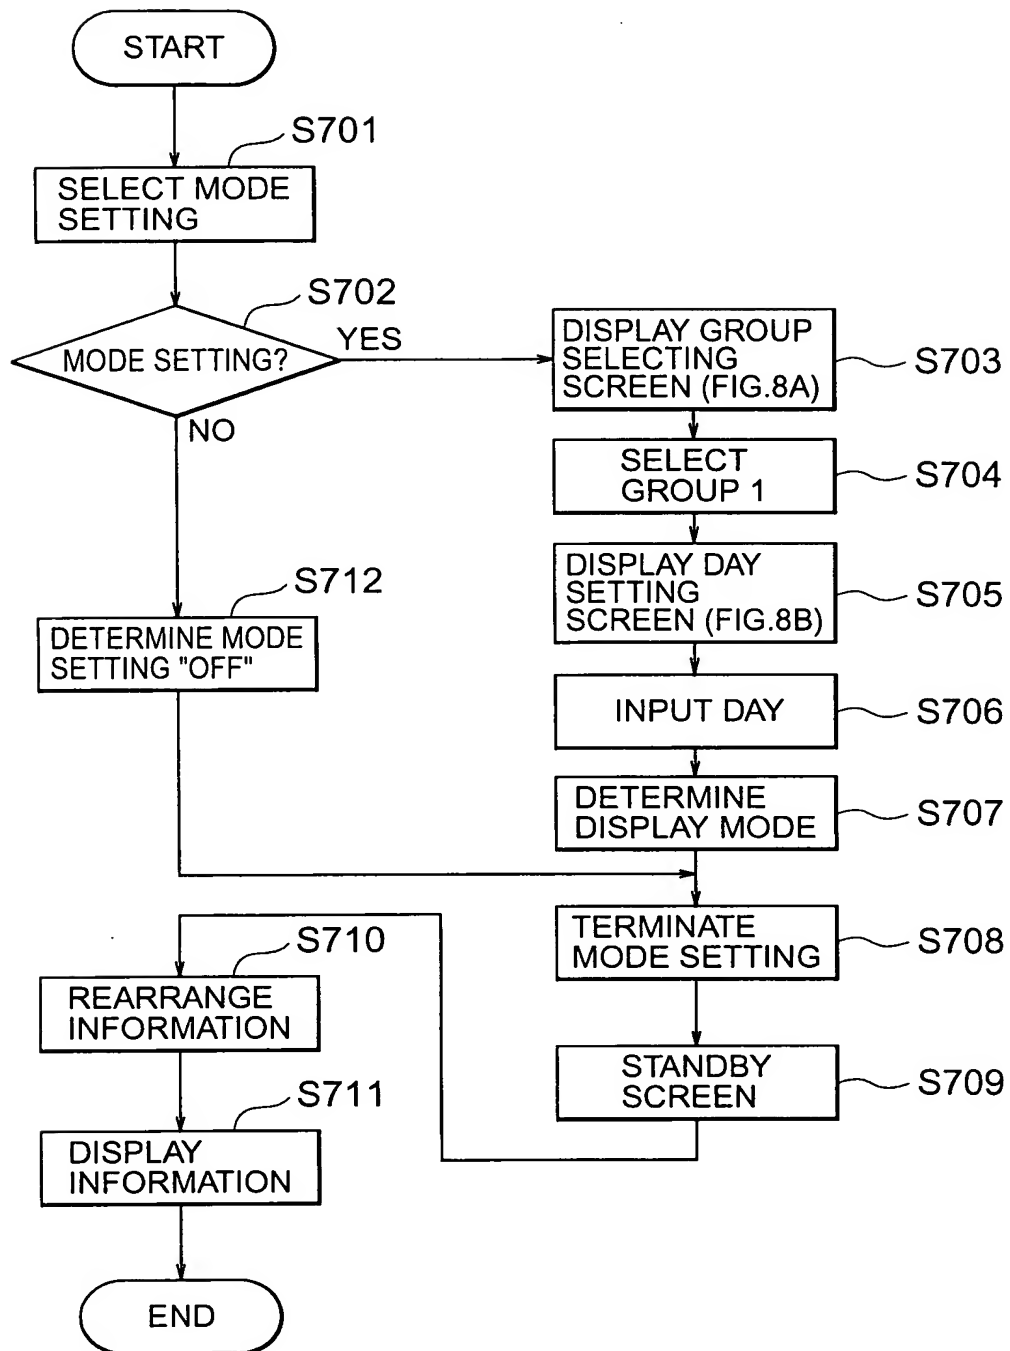 START
S701
SELECT MODE
SETTING
S702
MODE SETTING?
YES
NO
DISPLAY GROUP
SELECTING
SCREEN (FIG.8A)
S703
SELECT
GROUP 1
S704
DISPLAY DAY
SETTING
SCREEN (FIG.8B)
S705
INPUT DAY
S706
DETERMINE
DISPLAY MODE
S707
S712
DETERMINE MODE
SETTING "OFF"
TERMINATE
MODE SETTING
S708
STANDBY
SCREEN
S709
S710
REARRANGE
INFORMATION
S711
DISPLAY
INFORMATION
END